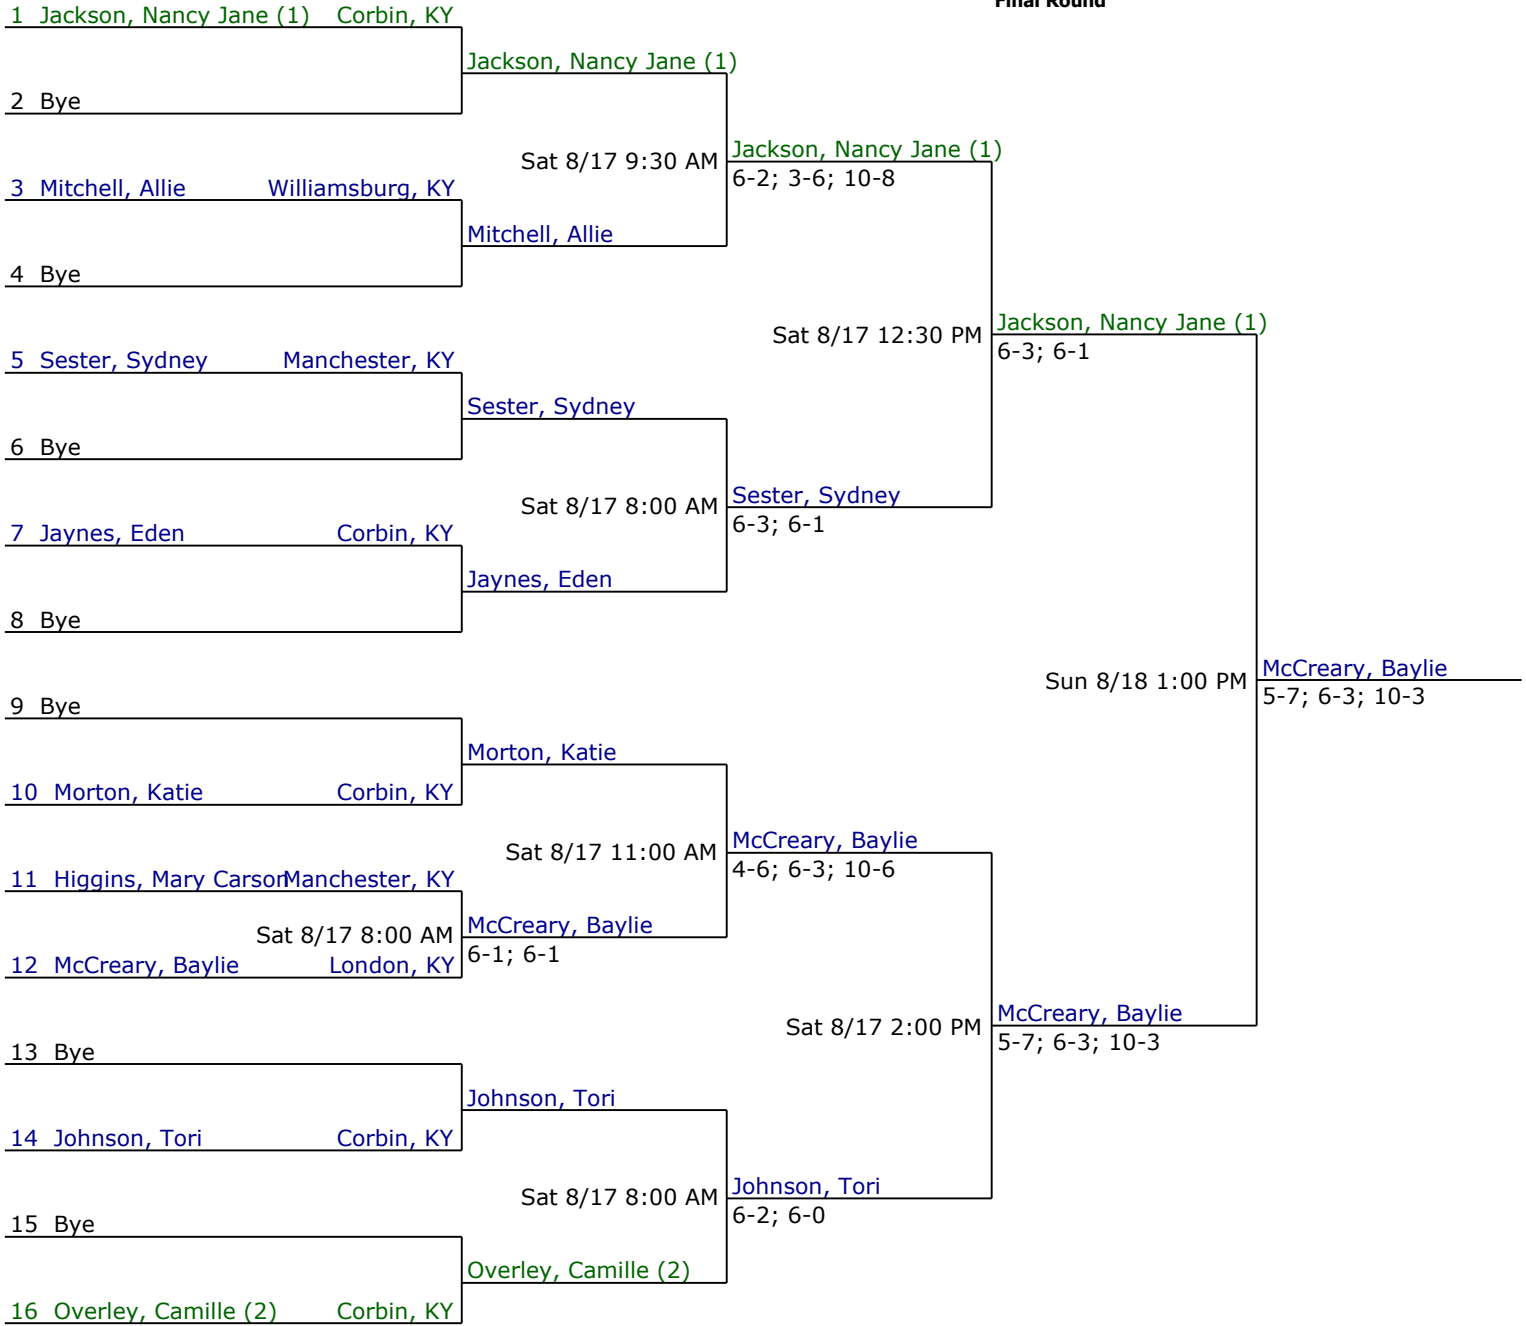 Final Round
1 Jackson, Nancy Jane (1) Corbin, KY
Jackson, Nancy Jane (1)
2 Bye
Sat 8/17 9:30 AM
Jackson, Nancy Jane (1)
6-2; 3-6; 10-8
3 Mitchell, Allie Williamsburg, KY
Mitchell, Allie
4 Bye
Sat 8/17 12:30 PM
Jackson, Nancy Jane (1)
6-3; 6-1
5 Sester, Sydney Manchester, KY
Sester, Sydney
6 Bye
Sat 8/17 8:00 AM
Sester, Sydney
6-3; 6-1
7 Jaynes, Eden Corbin, KY
Jaynes, Eden
8 Bye
Sun 8/18 1:00 PM
McCreary, Baylie
5-7; 6-3; 10-3
9 Bye
Morton, Katie
10 Morton, Katie Corbin, KY
Sat 8/17 11:00 AM
McCreary, Baylie
4-6; 6-3; 10-6
11 Higgins, Mary Carson Manchester, KY
Sat 8/17 8:00 AM
McCreary, Baylie
6-1; 6-1
12 McCreary, Baylie London, KY
Sat 8/17 2:00 PM
McCreary, Baylie
5-7; 6-3; 10-3
13 Bye
Johnson, Tori
14 Johnson, Tori Corbin, KY
Sat 8/17 8:00 AM
Johnson, Tori
6-2; 6-0
15 Bye
Overley, Camille (2)
16 Overley, Camille (2) Corbin, KY